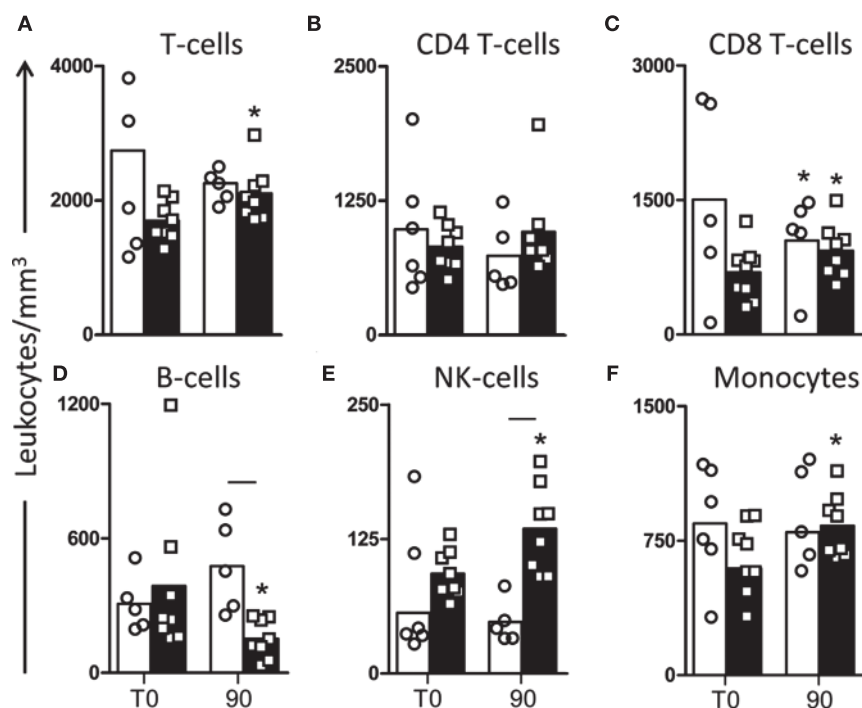 A T-cells
B CD4 T-cells
C CD8 T-cells
Leukocytes/mm³
4000
2000
0
*
2500
1250
0
3000
1500
0
* *
D B-cells
E NK-cells
F Monocytes
1200
600
0
*
T0 90
250
125
0
*
T0 90
1500
750
0
*
T0 90